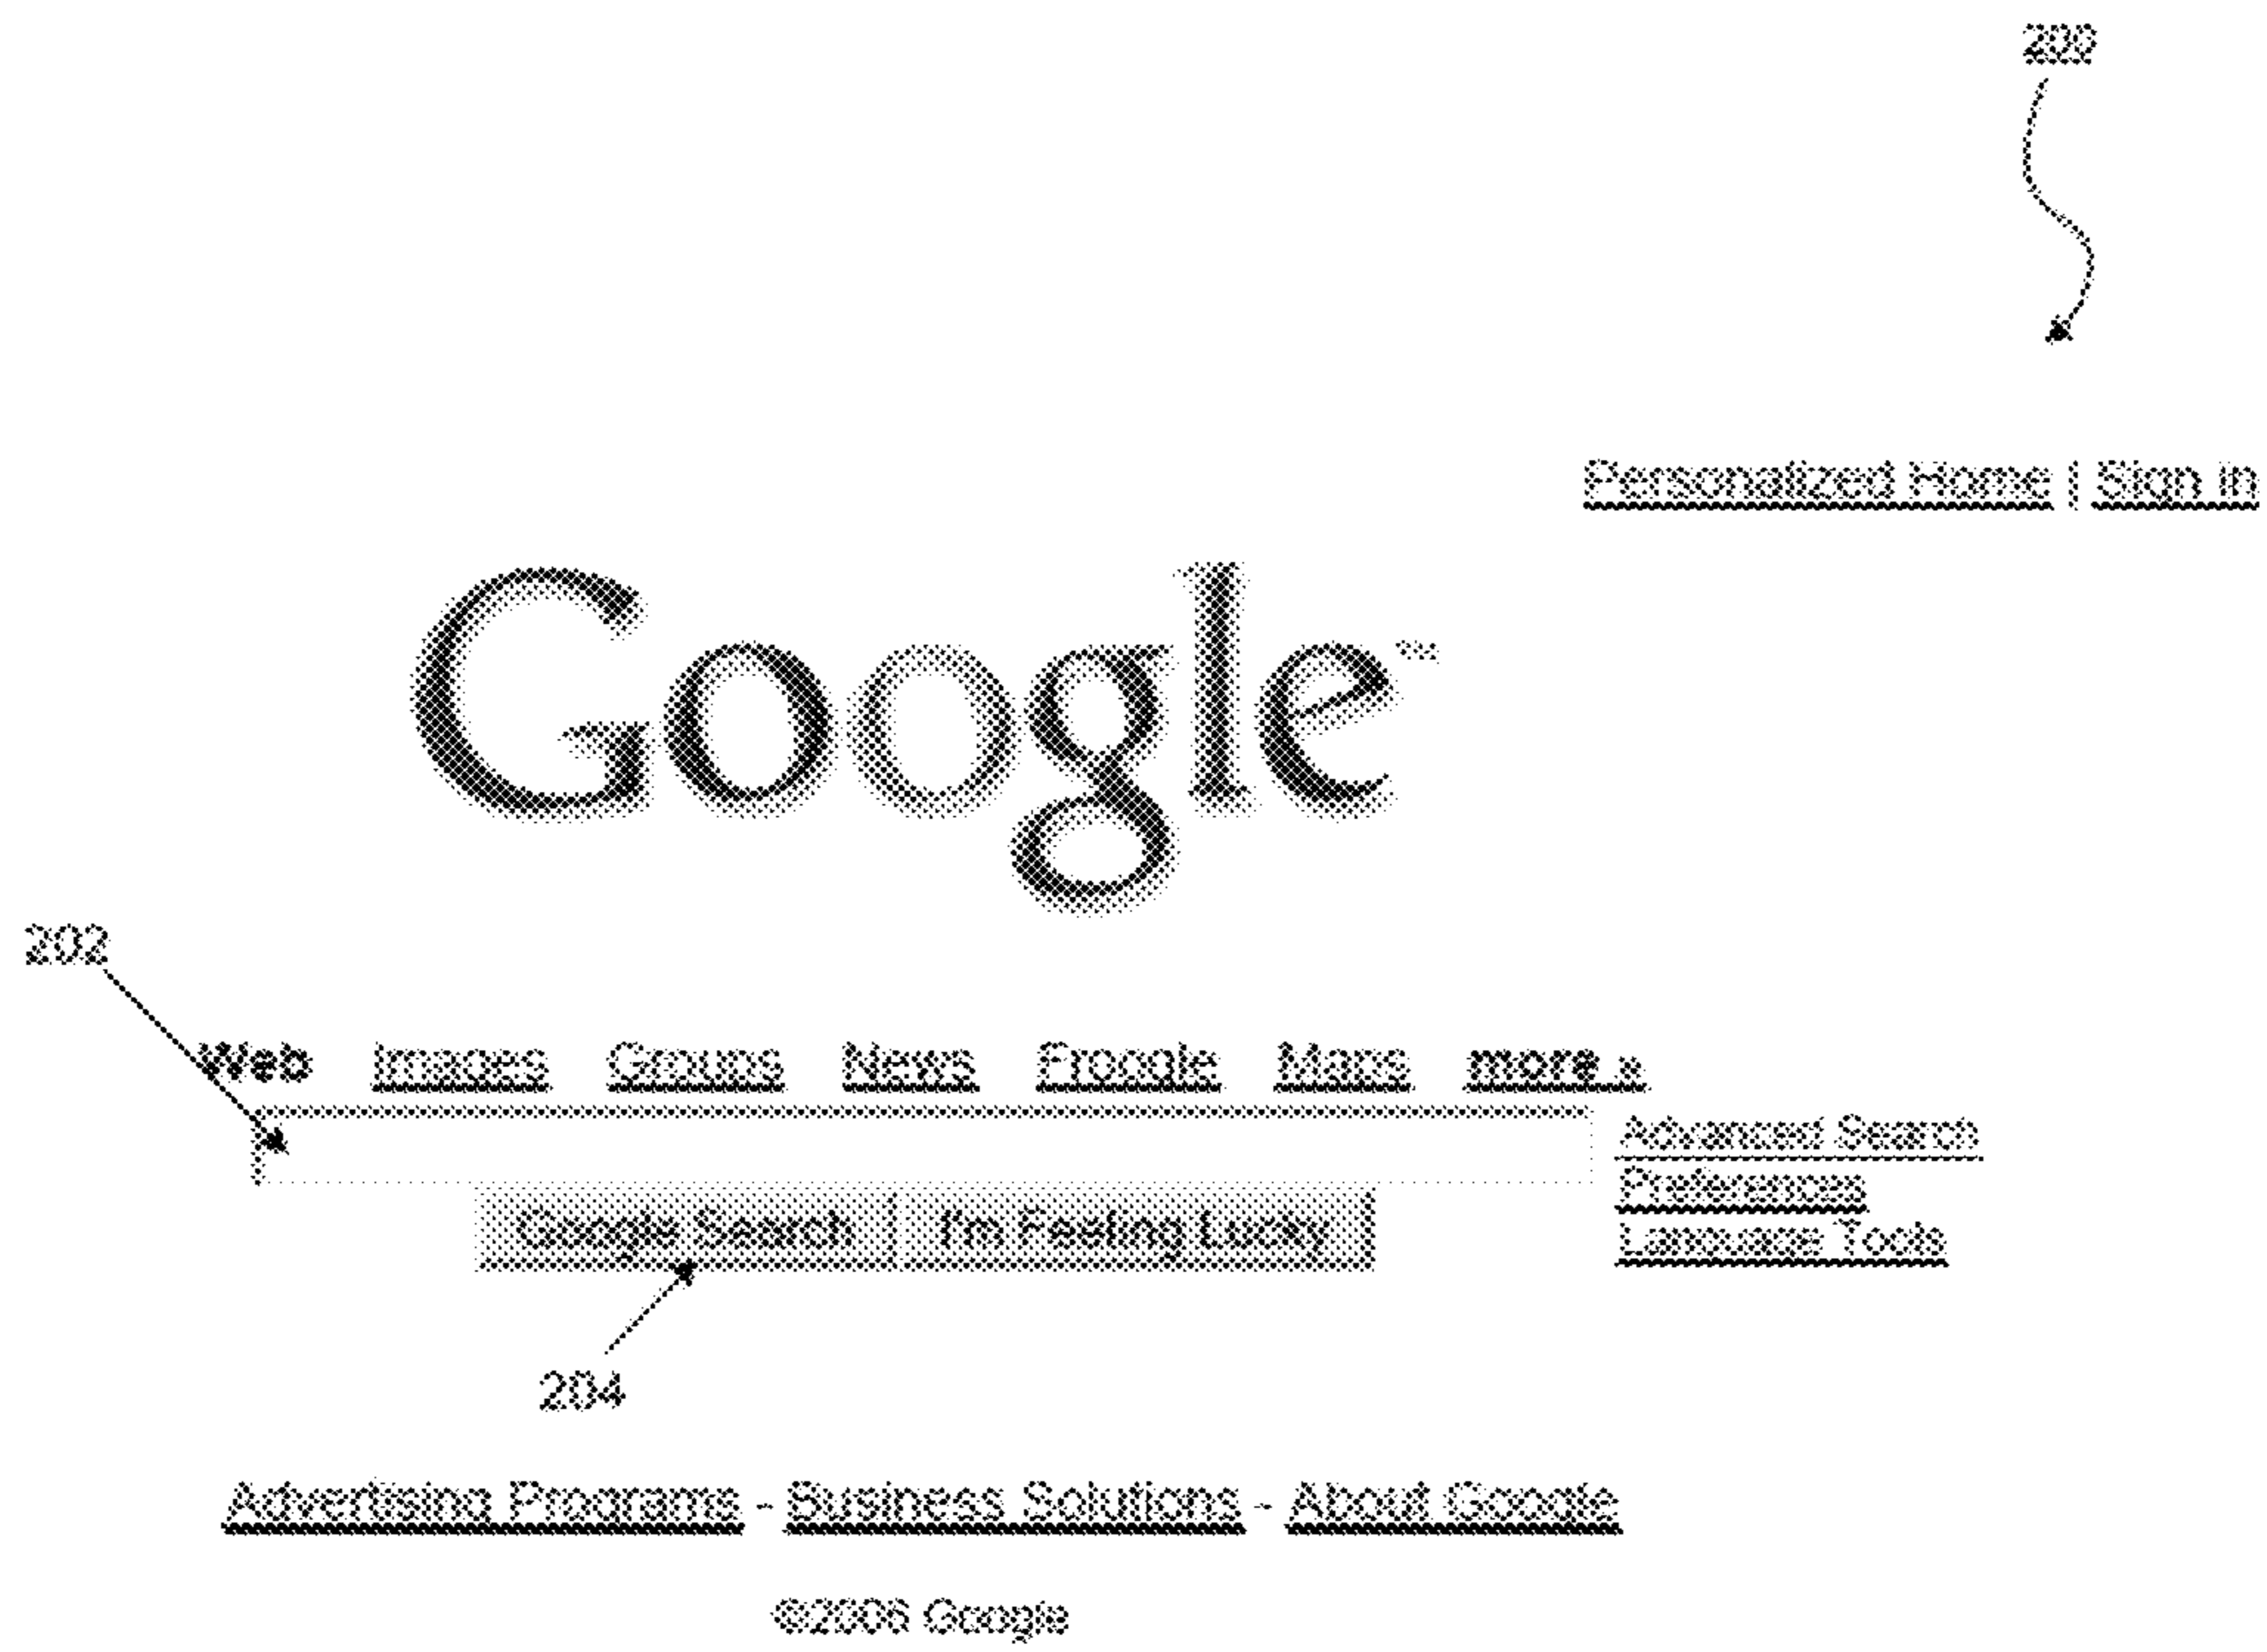 200
Personalized Home | Sign in
Google™
202
Web Images Groups News Froogle Maps more »
Advanced Search
Preferences
Language Tools
Google Search I'm Feeling Lucky
204
Advertising Programs - Business Solutions - About Google
©2006 Google